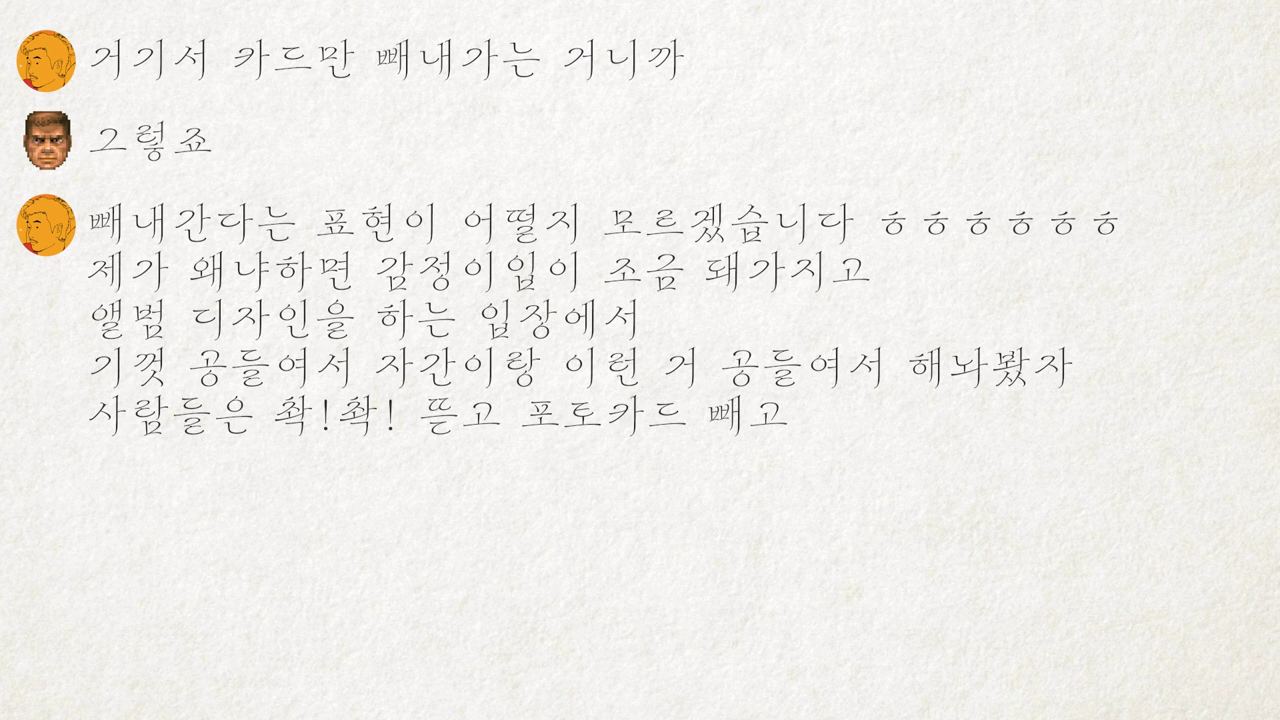 거기서 카드만 빼내가는 거니까
그렇죠
빼내간다는 표현이 어떨지 모르겠습니다 ㅎㅎㅎㅎㅎㅎ
제가 왜냐하면 감정이입이 조금 돼가지고
앨범 디자인을 하는 입장에서
기껏 공들여서 자간이랑 이런 거 공들여서 해놔봤자
사람들은 촥!촥! 뜯고 포토카드 빼고